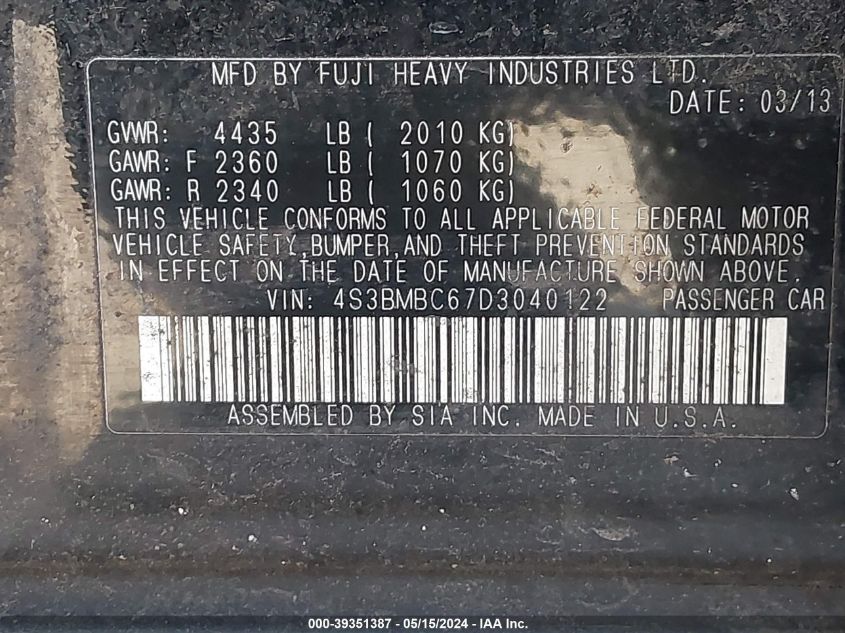 MFD BY FUJI HEAVY INDUSTRIES LTD.
DATE: 03/13
GVWR: 4435 LB ( 2010 KG)
GAWR: F 2360 LB ( 1070 KG)
GAWR: R 2340 LB ( 1060 KG)
THIS VEHICLE CONFORMS TO ALL APPLICABLE FEDERAL MOTOR
VEHICLE SAFETY,BUMPER,AND THEFT PREVENTION STANDARDS
IN EFFECT ON THE DATE OF MANUFACTURE SHOWN ABOVE.
VIN: 4S3BMBC67D3040122 PASSENGER CAR
ASSEMBLED BY SIA INC. MADE IN U.S.A.
000-39351387 - 05/15/2024 - IAA Inc.